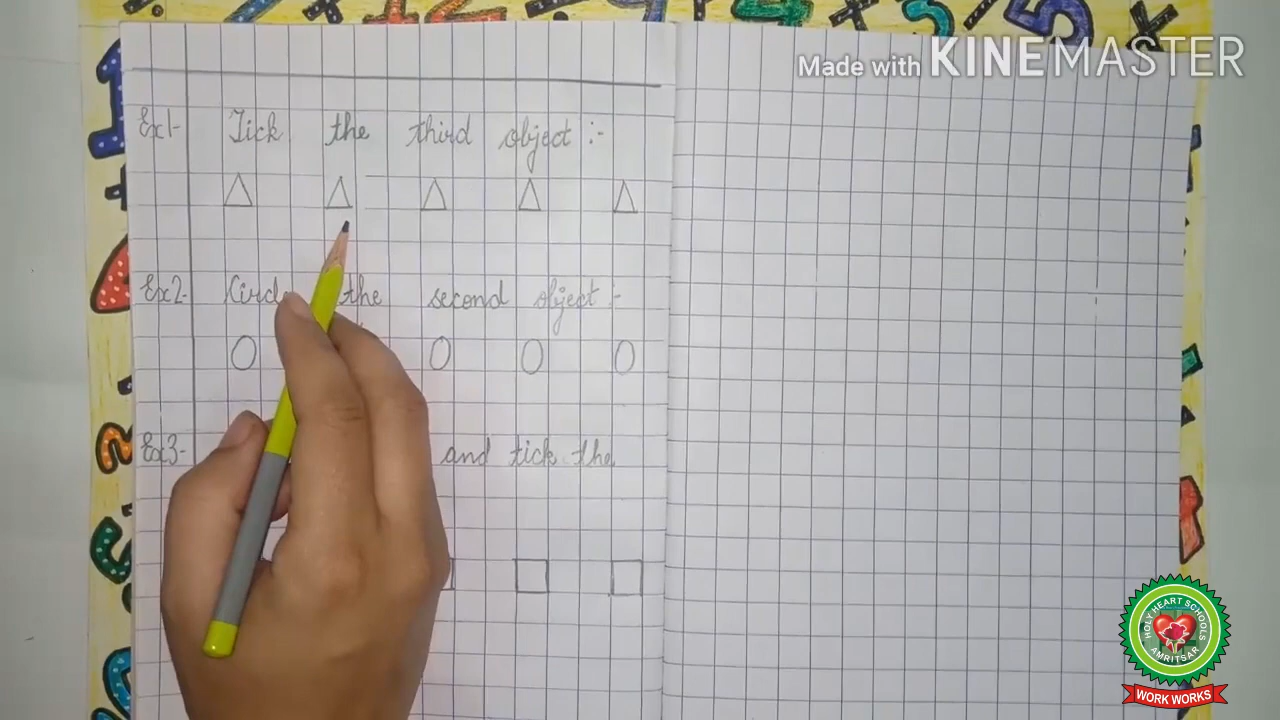 Made with KINEMASTER
Ex1- Tick the third object :-
Ex2- Circle the second object :-
Ex3- and tick the
HOLY HEART SCHOOLS
AMRITSAR
WORK WORKS